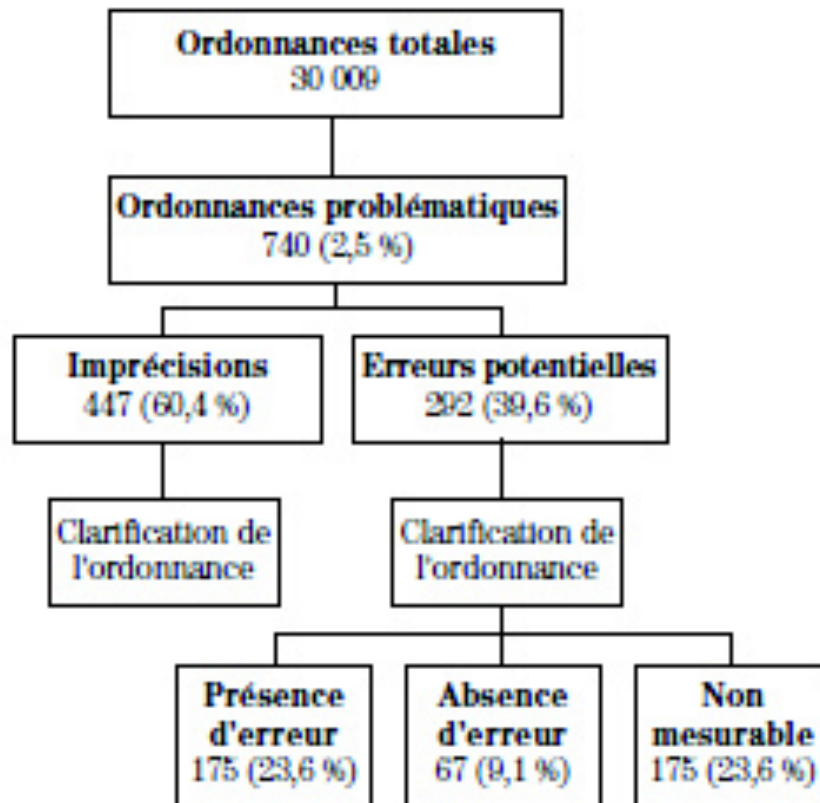 Ordonnances totales
30 009
Ordonnances problématiques
740 (2,5 %)
Imprécisions
447 (60,4 %)
Erreurs potentielles
292 (39,6 %)
Clarification de
l'ordonnance
Clarification de
l'ordonnance
Présence
d'erreur
175 (23,6 %)
Absence
d'erreur
67 (9,1 %)
Non
mesurable
175 (23,6 %)